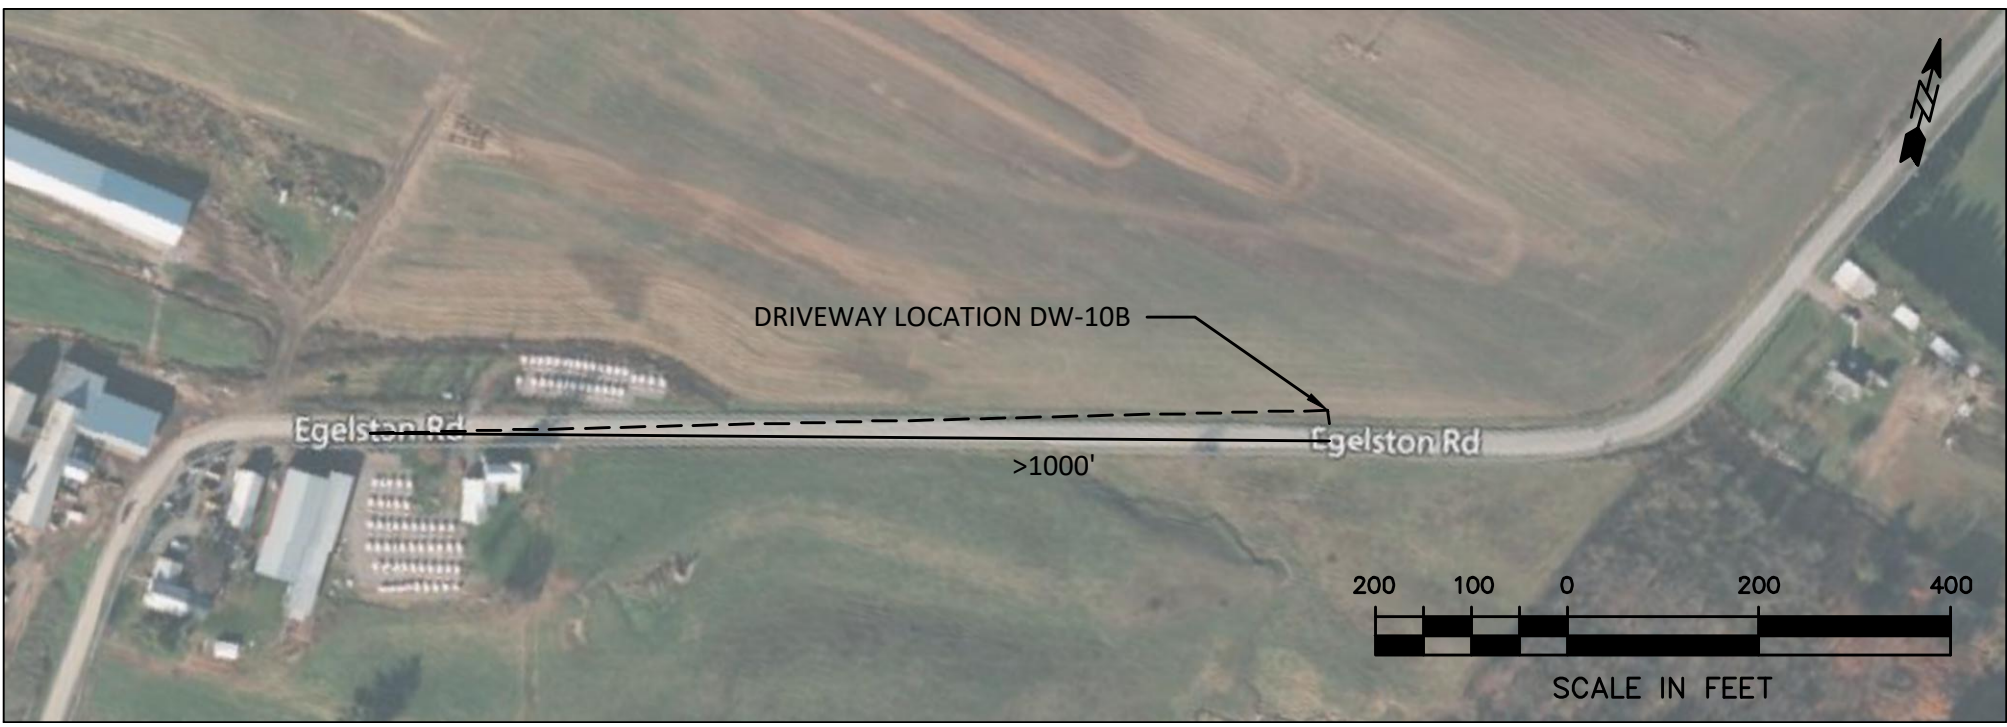 DRIVEWAY LOCATION DW-10B
Egelston Rd
Egelston Rd
>1000'
200 100 0 200 400
SCALE IN FEET